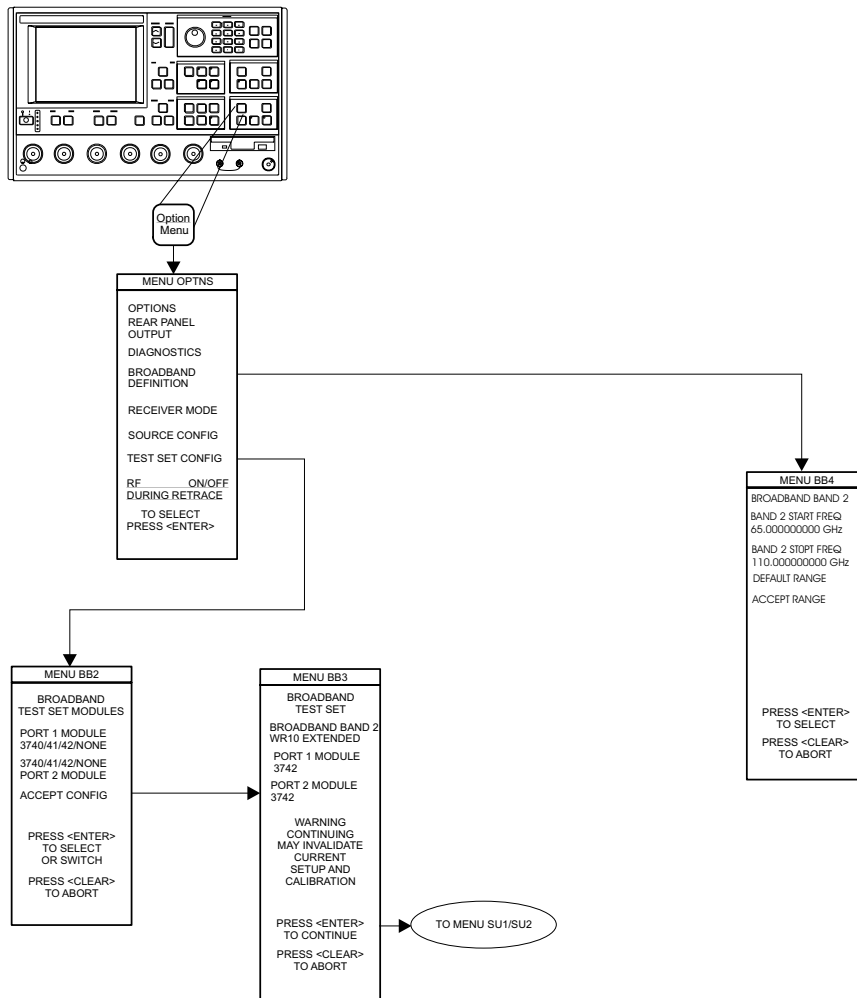 Option
Menu
MENU OPTNS
OPTIONS
REAR PANEL
OUTPUT
DIAGNOSTICS
BROADBAND
DEFINITION
RECEIVER MODE
SOURCE CONFIG
TEST SET CONFIG
RF ON/OFF
DURING RETRACE
TO SELECT
PRESS <ENTER>
MENU BB4
BROADBAND BAND 2
BAND 2 START FREQ
65.000000000 GHz
BAND 2 STOPT FREQ
110.000000000 GHz
DEFAULT RANGE
ACCEPT RANGE
PRESS <ENTER>
TO SELECT
PRESS <CLEAR>
TO ABORT
MENU BB2
BROADBAND
TEST SET MODULES
PORT 1 MODULE
3740/41/42/NONE
3740/41/42/NONE
PORT 2 MODULE
ACCEPT CONFIG
PRESS <ENTER>
TO SELECT
OR SWITCH
PRESS <CLEAR>
TO ABORT
MENU BB3
BROADBAND
TEST SET
BROADBAND BAND 2
WR10 EXTENDED
PORT 1 MODULE
3742
PORT 2 MODULE
3742
WARNING
CONTINUING
MAY INVALIDATE
CURRENT
SETUP AND
CALIBRATION
PRESS <ENTER>
TO CONTINUE
PRESS <CLEAR>
TO ABORT
TO MENU SU1/SU2